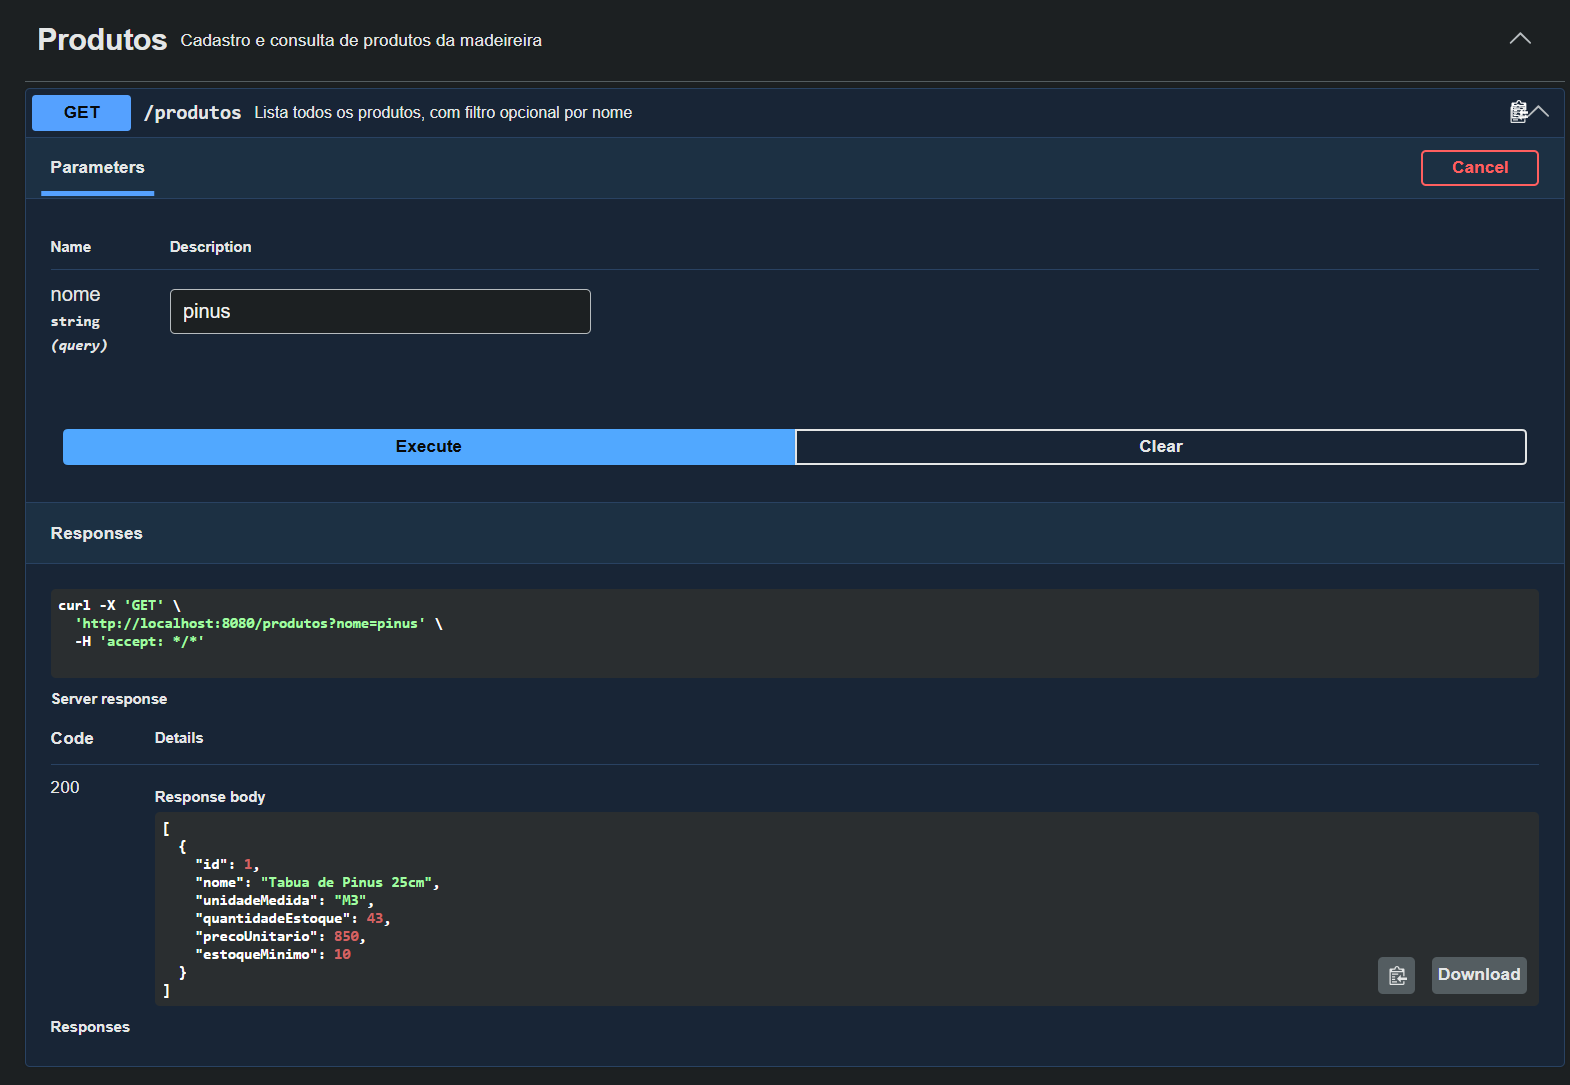 Produtos Cadastro e consulta de produtos da madeireira
GET /produtos Lista todos os produtos, com filtro opcional por nome
Parameters Cancel
Name Description
nome
string
(query)
pinus
Execute Clear
Responses
curl -X 'GET' \
  'http://localhost:8080/produtos?nome=pinus' \
  -H 'accept: */*'
Server response
Code Details
200
Response body
[
  {
    "id": 1,
    "nome": "Tabua de Pinus 25cm",
    "unidadeMedida": "M3",
    "quantidadeEstoque": 43,
    "precoUnitario": 850,
    "estoqueMinimo": 10
  }
]
Download
Responses